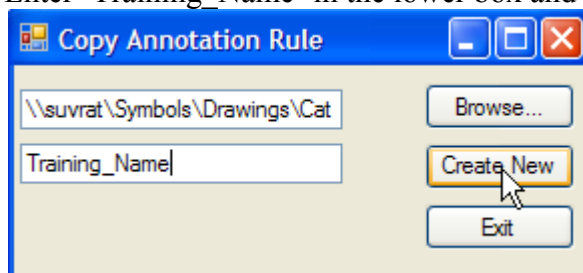 Enter "Training_Name" in the lower box and
Copy Annotation Rule
\\suvrat\Symbols\Drawings\Cat
Browse...
Training_Name
Create New
Exit